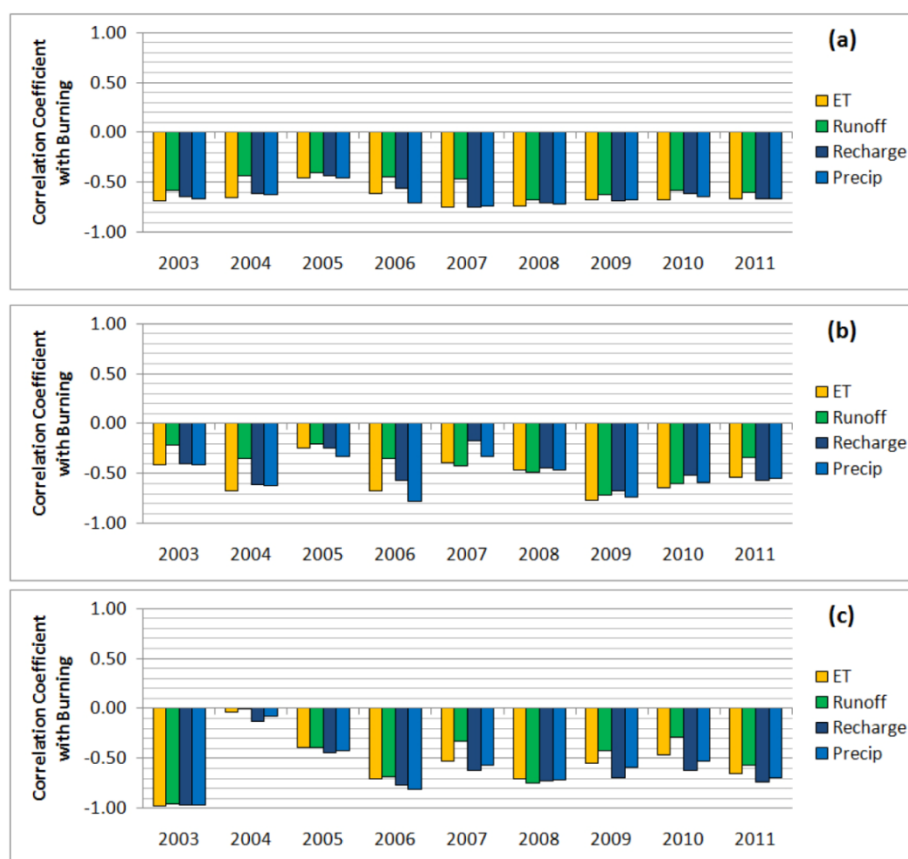 (a)
Correlation Coefficient
with Burning
1.00
0.50
0.00
-0.50
-1.00
2003 2004 2005 2006 2007 2008 2009 2010 2011
ET
Runoff
Recharge
Precip
(b)
Correlation Coefficient
with Burning
1.00
0.50
0.00
-0.50
-1.00
2003 2004 2005 2006 2007 2008 2009 2010 2011
ET
Runoff
Recharge
Precip
(c)
Correlation Coefficient
with Burning
1.00
0.50
0.00
-0.50
-1.00
2003 2004 2005 2006 2007 2008 2009 2010 2011
ET
Runoff
Recharge
Precip